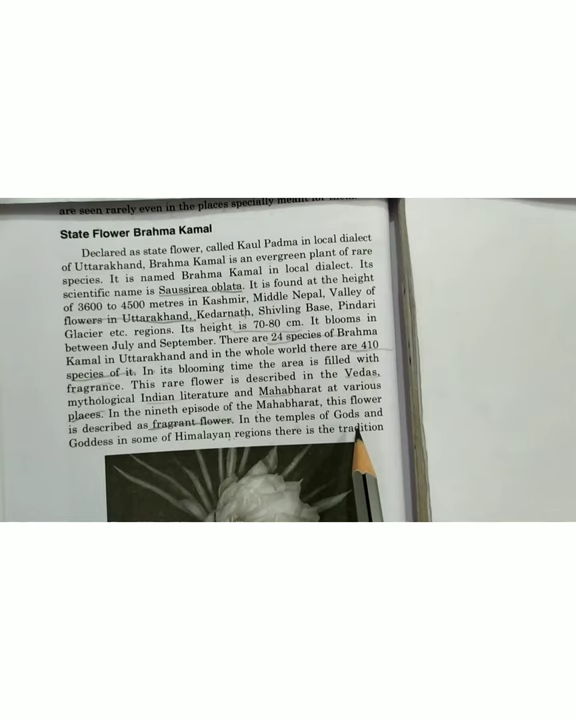 are seen rarely even in the places specially meant for them.
State Flower Brahma Kamal
Declared as state flower, called Kaul Padma in local dialect
of Uttarakhand, Brahma Kamal is an evergreen plant of rare
species. It is named Brahma Kamal in local dialect. Its
scientific name is Saussirea oblata. It is found at the height
of 3600 to 4500 metres in Kashmir, Middle Nepal, Valley of
flowers in Uttarakhand, Kedarnath, Shivling Base, Pindari
Glacier etc. regions. Its height is 70-80 cm. It blooms in
between July and September. There are 24 species of Brahma
Kamal in Uttarakhand and in the whole world there are 410
species of it. In its blooming time the area is filled with
fragrance. This rare flower is described in the Vedas,
mythological Indian literature and Mahabharat at various
places. In the nineth episode of the Mahabharat, this flower
is described as fragrant flower. In the temples of Gods and
Goddess in some of Himalayan regions there is the tradition